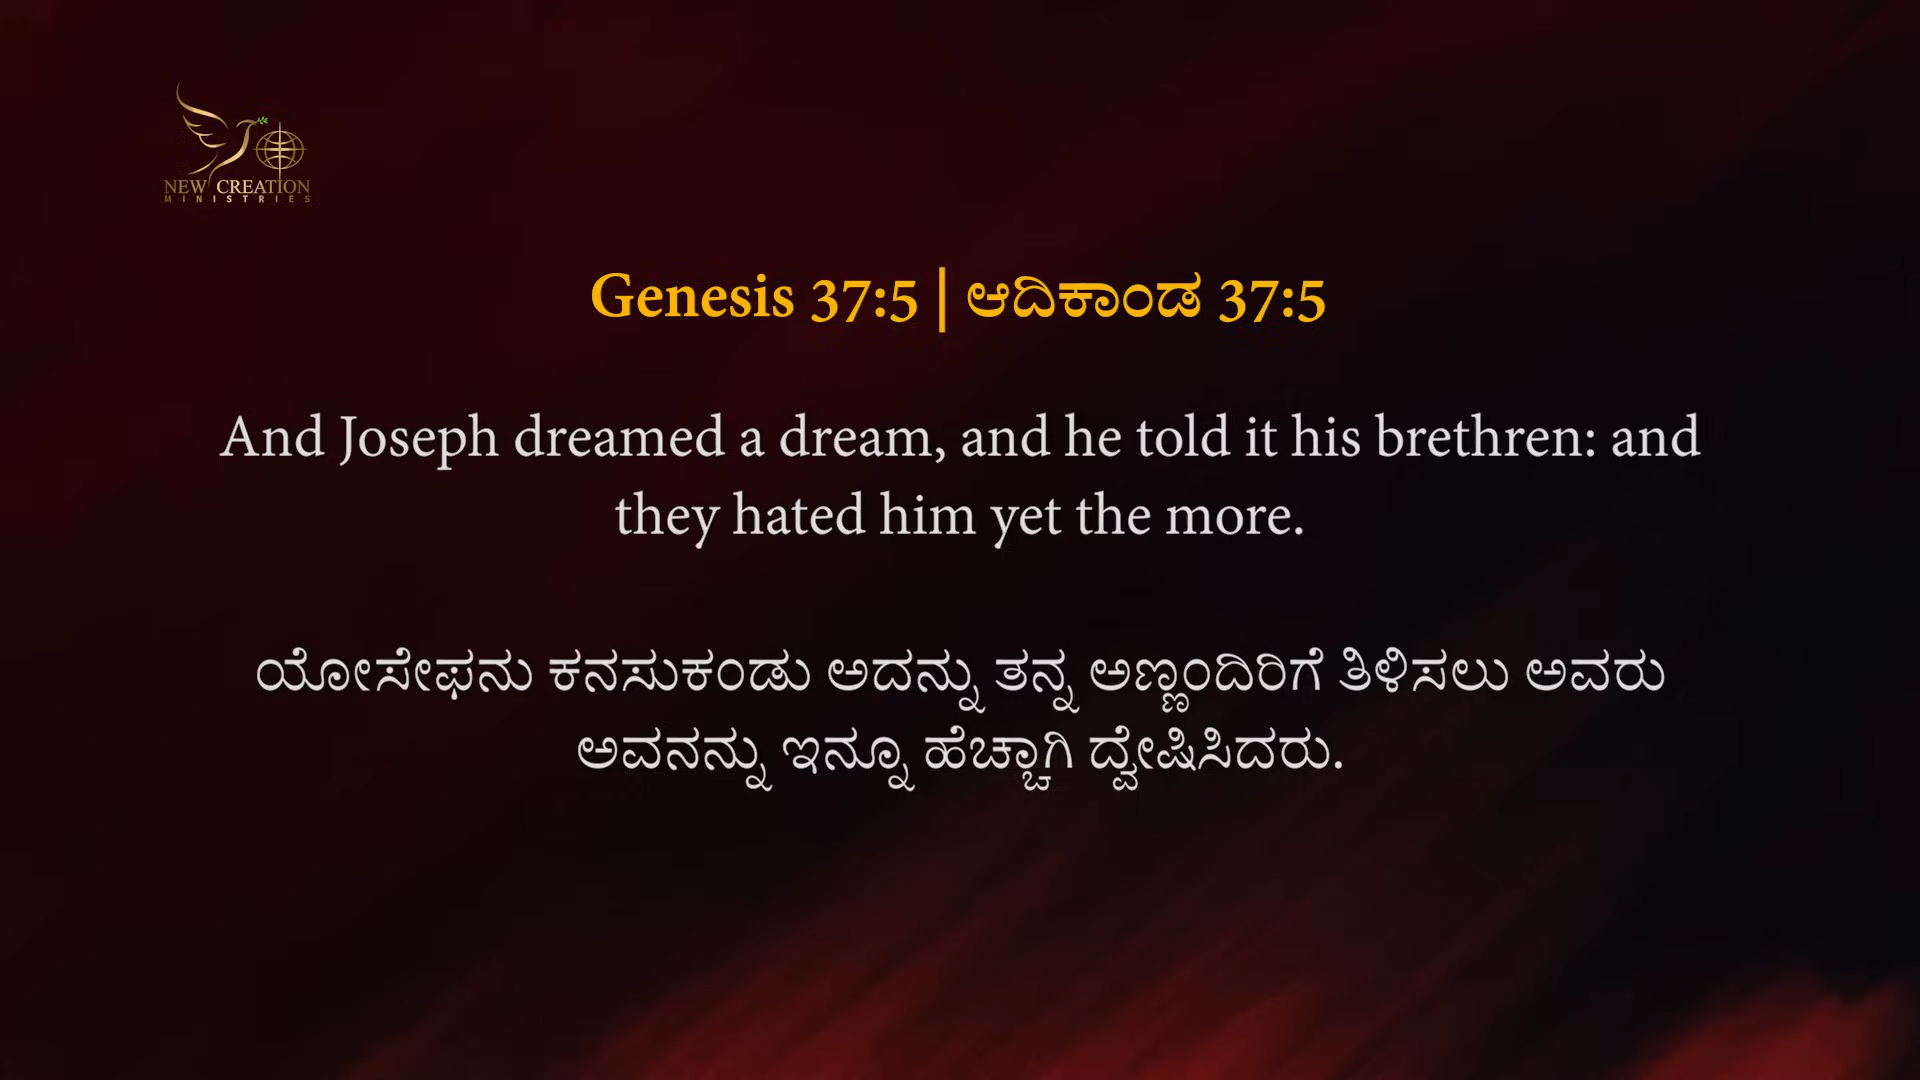 NEW CREATION
MINISTRIES
Genesis 37:5 | ಆದಿಕಾಂಡ 37:5
And Joseph dreamed a dream, and he told it his brethren: and
they hated him yet the more.
ಯೋಸೇಫನು ಕನಸುಕಂಡು ಅದನ್ನು ತನ್ನ ಅಣ್ಣಂದಿರಿಗೆ ತಿಳಿಸಲು ಅವರು
ಅವನನ್ನು ಇನ್ನೂ ಹೆಚ್ಚಾಗಿ ದ್ವೇಷಿಸಿದರು.